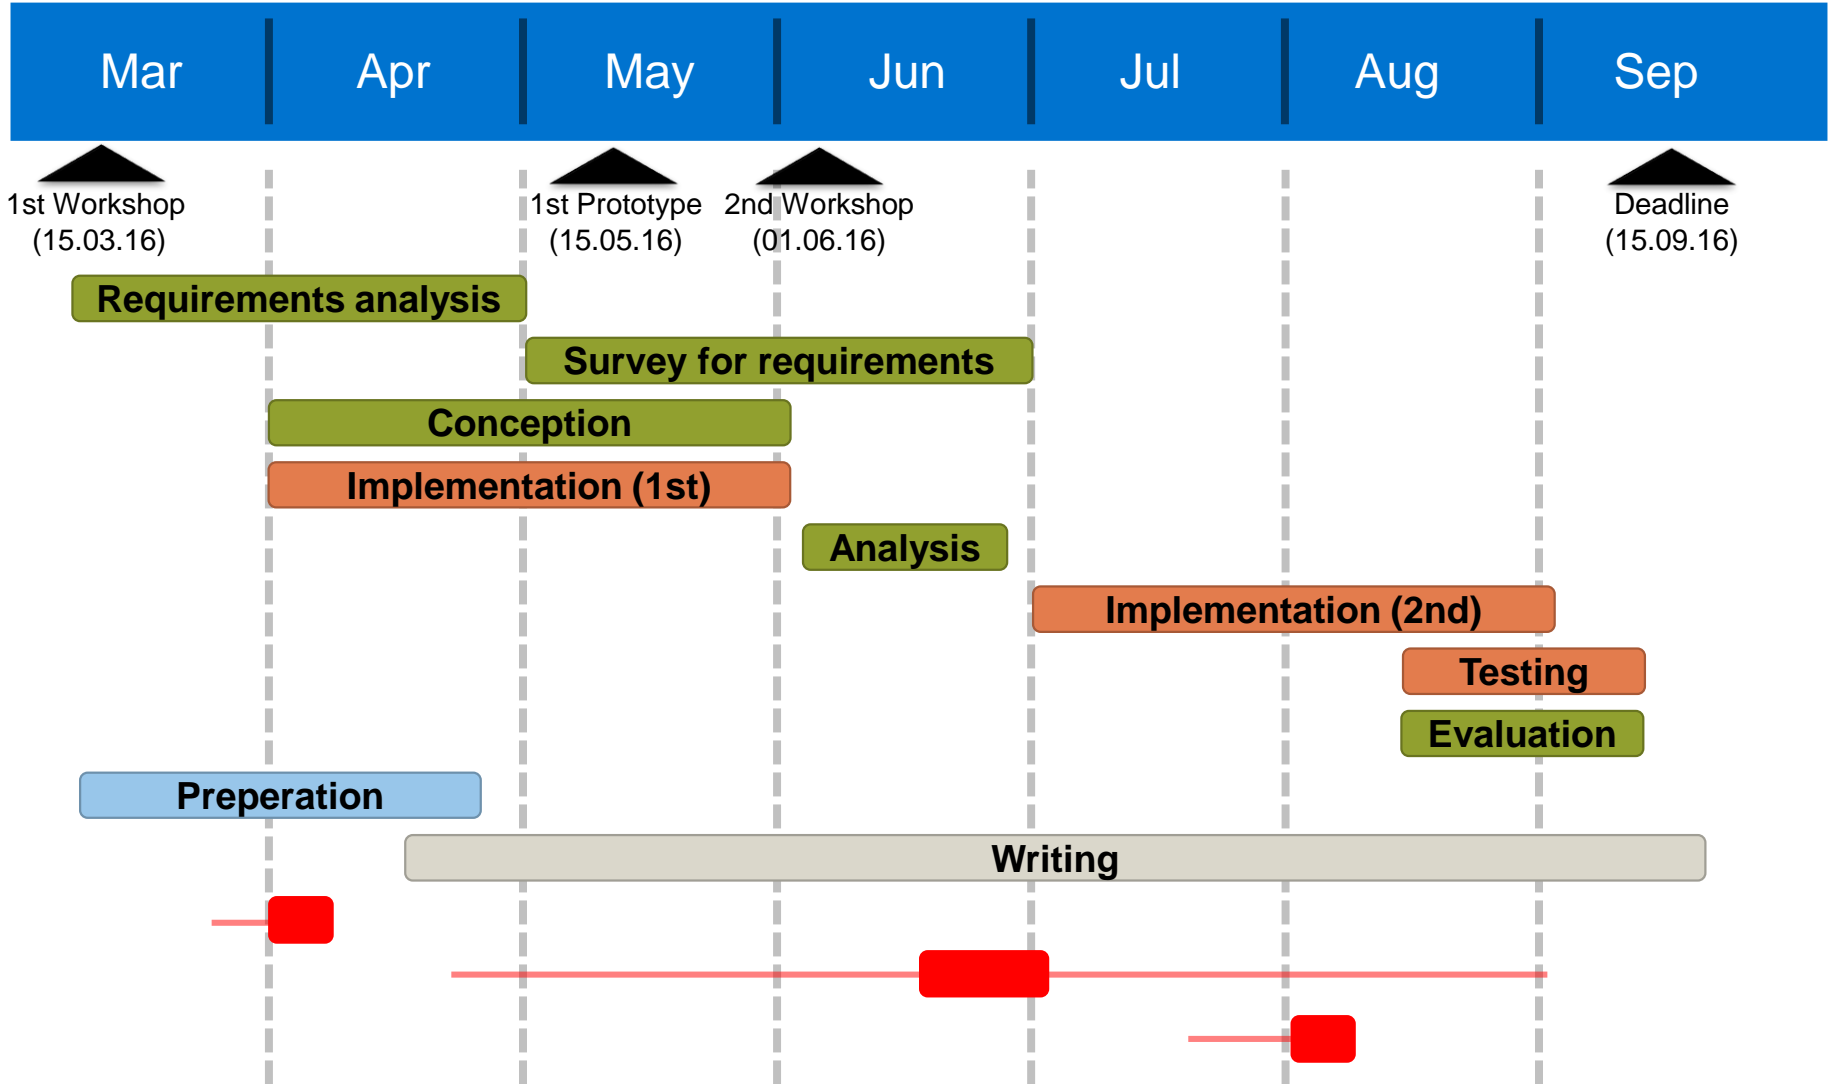 Mar Apr May Jun Jul Aug Sep
1st Workshop
(15.03.16)
1st Prototype
(15.05.16)
2nd Workshop
(01.06.16)
Deadline
(15.09.16)
Requirements analysis
Survey for requirements
Conception
Implementation (1st)
Analysis
Implementation (2nd)
Testing
Evaluation
Preperation
Writing